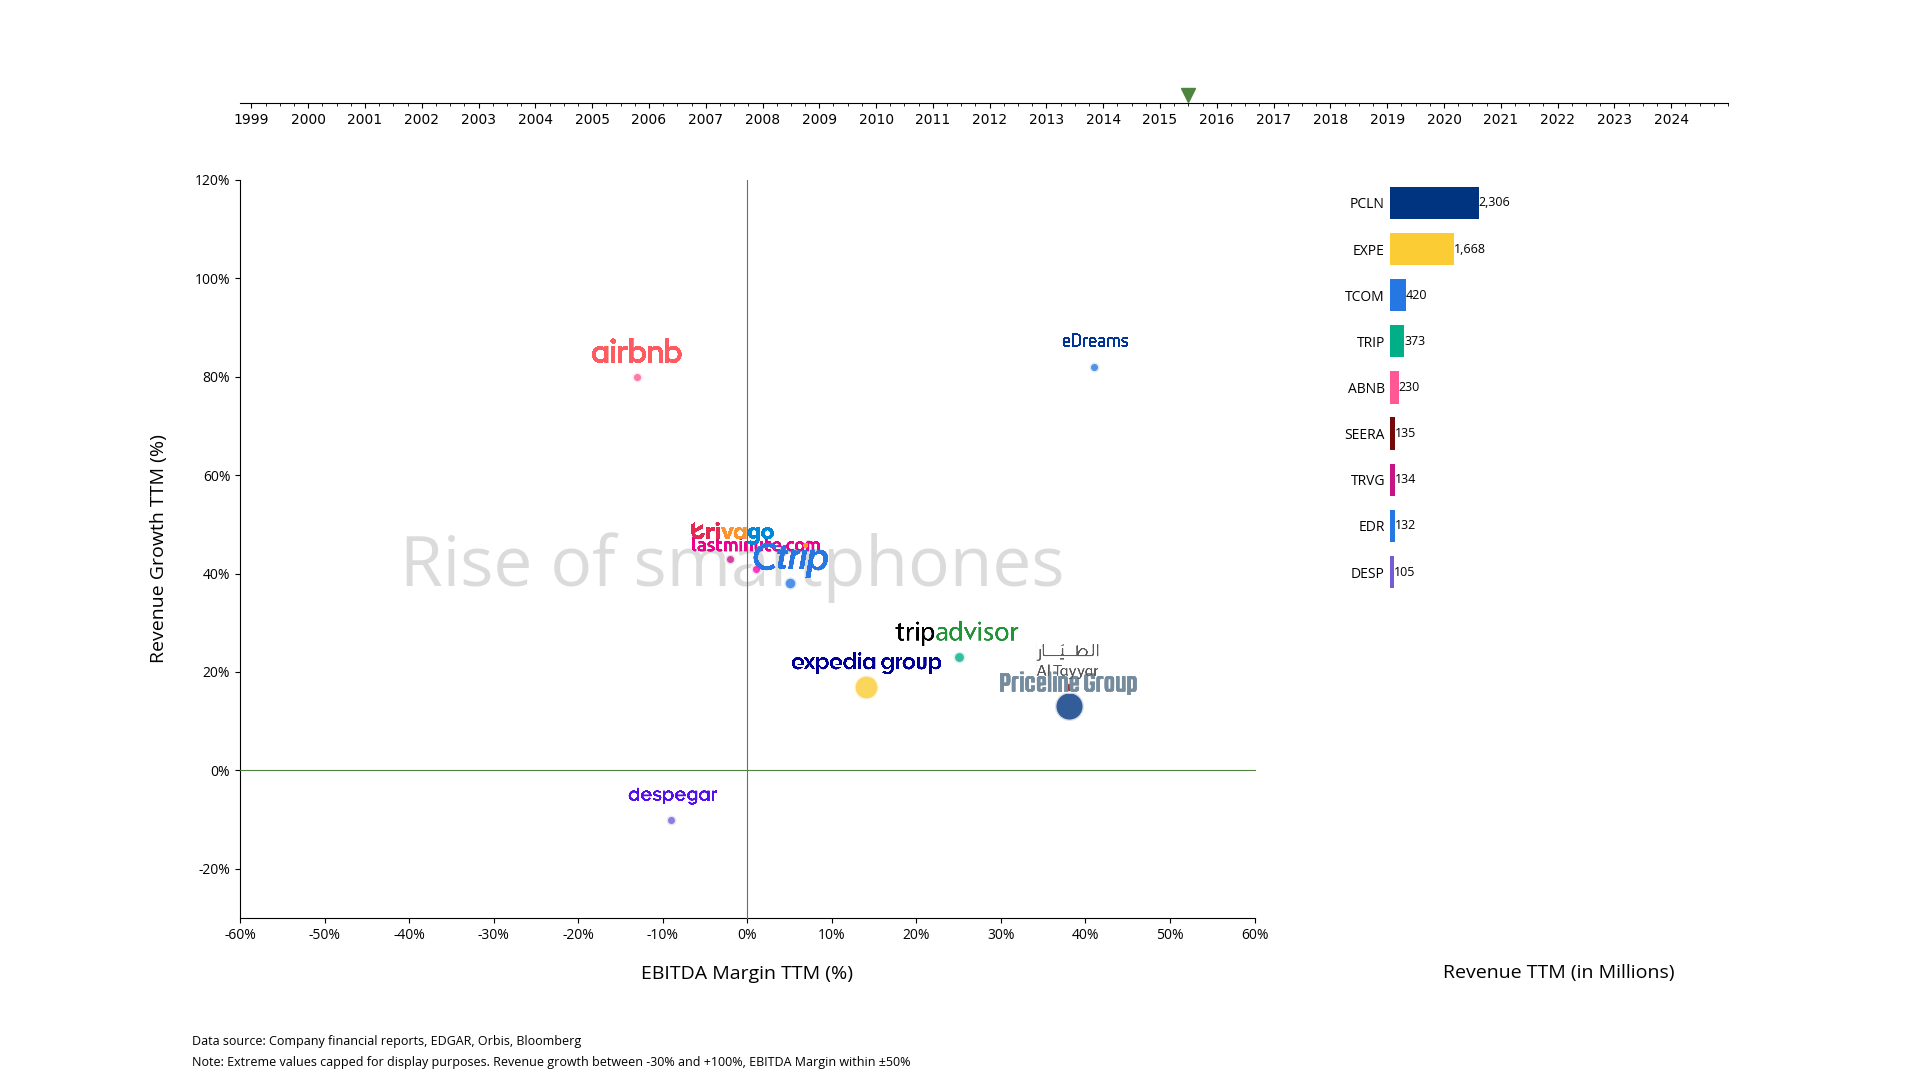 1999 2000 2001 2002 2003 2004 2005 2006 2007 2008 2009 2010 2011 2012 2013 2014 2015 2016 2017 2018 2019 2020 2021 2022 2023 2024
Revenue Growth TTM (%)
120%
100%
80%
60%
40%
20%
0%
-20%
Rise of smartphones
airbnb
eDreams
trivago
lastminute.com
Ctrip
tripadvisor
expedia group
الطيّار
Al Tayyar
Priceline Group
despegar
-60% -50% -40% -30% -20% -10% 0% 10% 20% 30% 40% 50% 60%
EBITDA Margin TTM (%)
PCLN 2,306
EXPE 1,668
TCOM 420
TRIP 373
ABNB 230
SEERA 135
TRVG 134
EDR 132
DESP 105
Revenue TTM (in Millions)
Data source: Company financial reports, EDGAR, Orbis, Bloomberg
Note: Extreme values capped for display purposes. Revenue growth between -30% and +100%, EBITDA Margin within ±50%